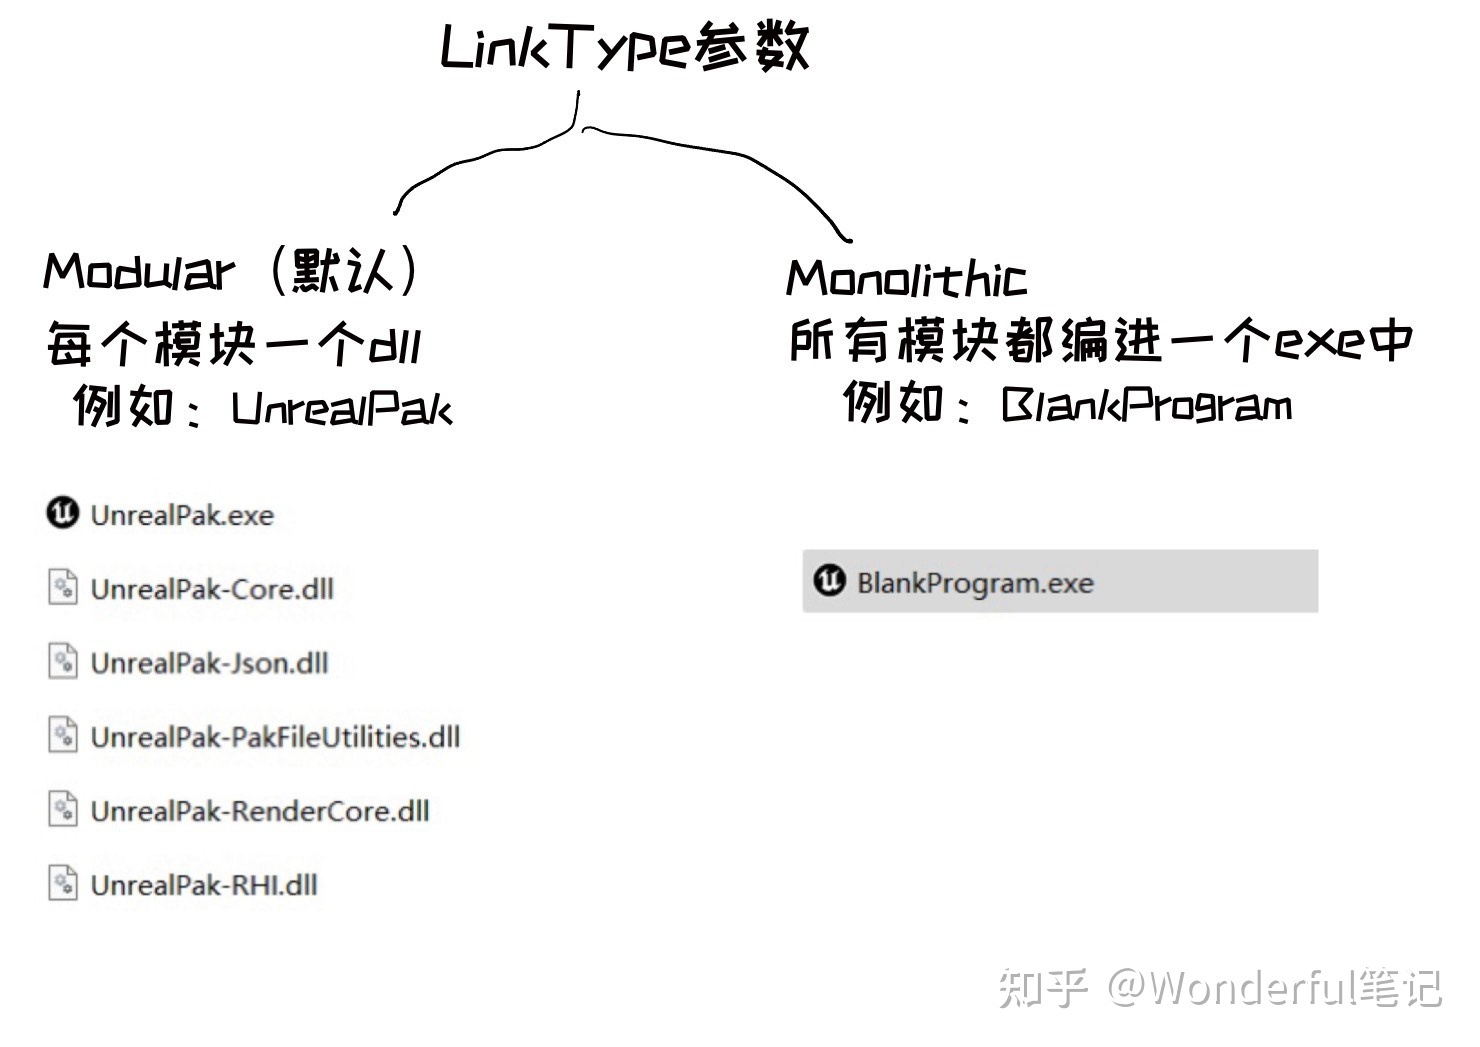 LinkType参数
Modular（默认）
每个模块一个dll
例如：UnrealPak
Monolithic
所有模块都编进一个exe中
例如：BlankProgram
UnrealPak.exe
UnrealPak-Core.dll
UnrealPak-Json.dll
UnrealPak-PakFileUtilities.dll
UnrealPak-RenderCore.dll
UnrealPak-RHI.dll
BlankProgram.exe
知乎 @Wonderful笔记